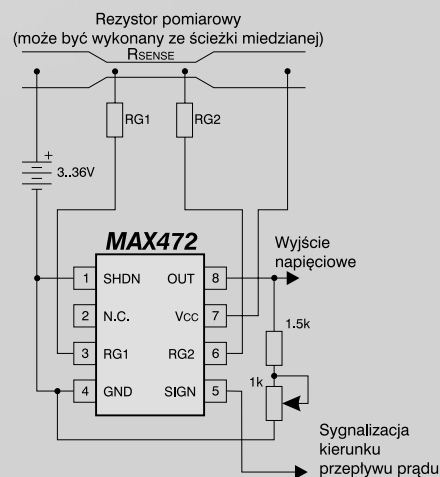 Rezystor pomiarowy
(może być wykonany ze ścieżki miedzianej)
RSENSE
RG1
RG2
+
3..36V
MAX472
Wyjście
napięciowe
1 SHDN OUT 8
2 N.C. Vcc 7
3 RG1 RG2 6
4 GND SIGN 5
1.5k
1k
Sygnalizacja
kierunku
przepływu prądu